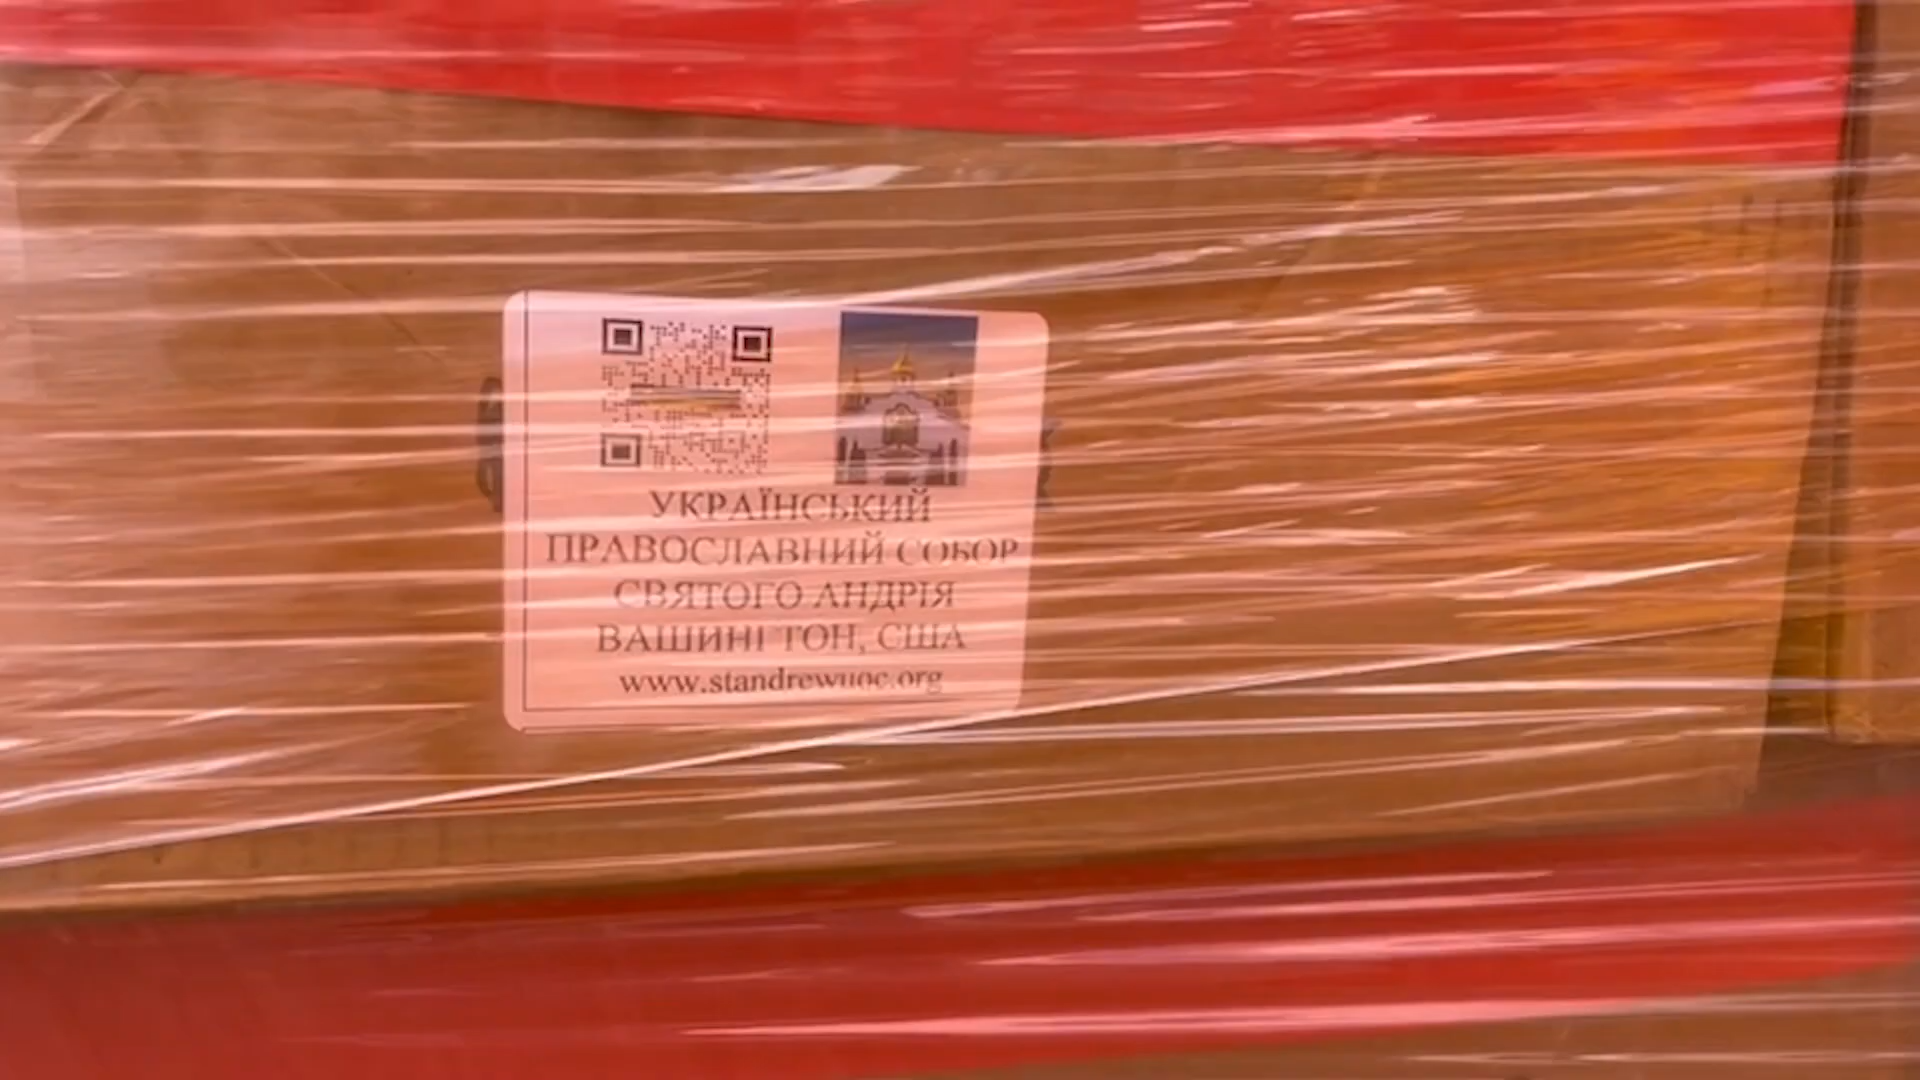 УКРАЇНСЬКИЙ
ПРАВОСЛАВНИЙ СОБОР
СВЯТОГО АНДРІЯ
ВАШИНГТОН, США
www.standrewuoc.org